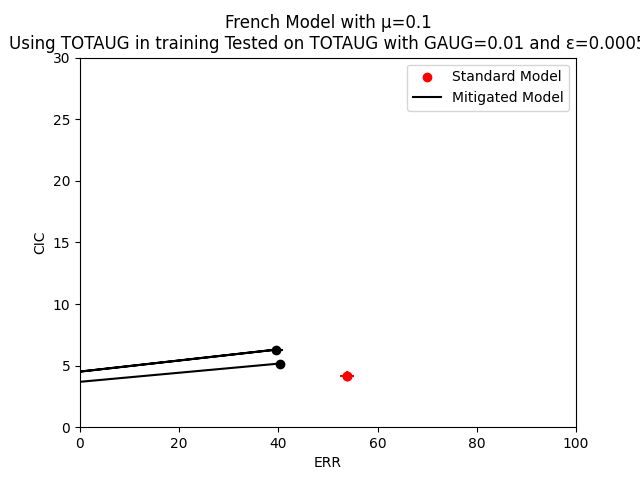 French Model with μ=0.1
Using TOTAUG in training Tested on TOTAUG with GAUG=0.01 and ε=0.0005
Standard Model
Mitigated Model
30
25
20
15
10
5
0
CIC
0 20 40 60 80 100
ERR